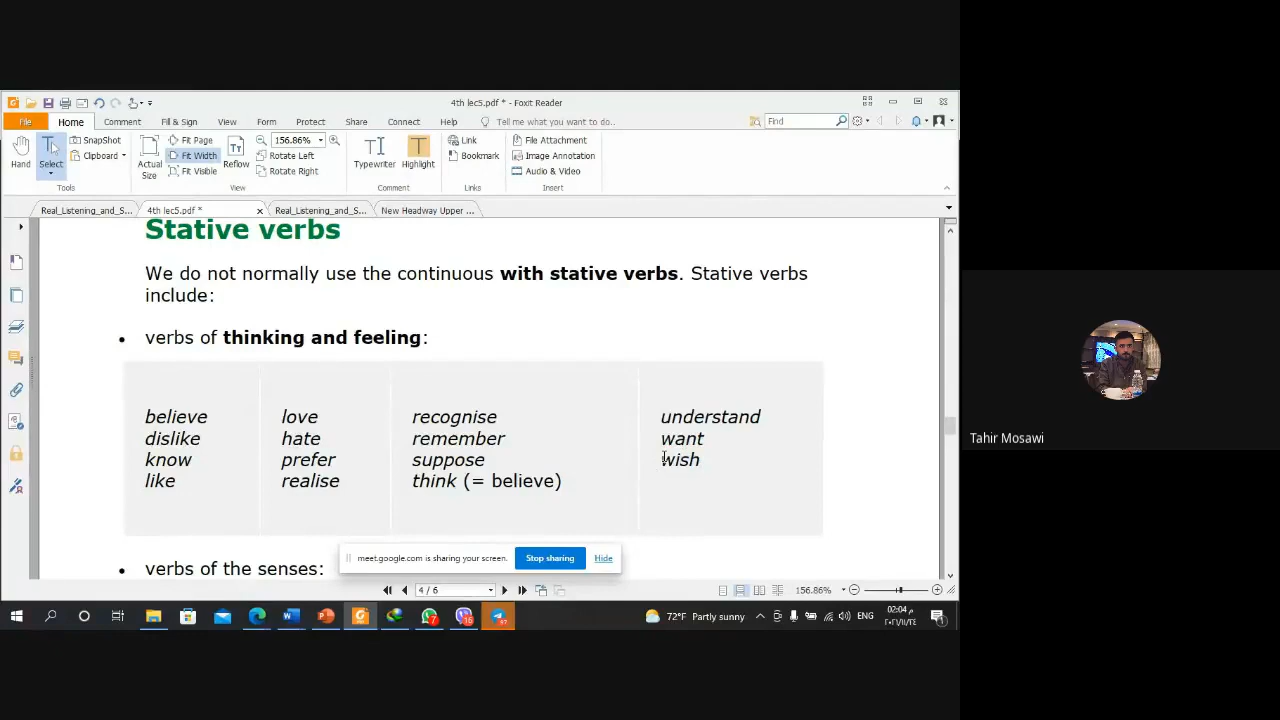 4th lec5.pdf * - Foxit Reader
File
Home
Comment
Fill & Sign
View
Form
Protect
Share
Connect
Help
Tell me what you want to do..
Find
Hand
Select
SnapShot
Clipboard
Tools
Actual
Size
Fit Page
Fit Width
Fit Visible
Reflow
156.86%
Rotate Left
Rotate Right
View
Typewriter
Highlight
Comment
Link
Bookmark
Links
File Attachment
Image Annotation
Audio & Video
Insert
Real_Listening_and_S...
4th lec5.pdf *
Real_Listening_and_S...
New Headway Upper ...
Stative verbs
We do not normally use the continuous with stative verbs. Stative verbs
include:
• verbs of thinking and feeling:
believe love recognise understand
dislike hate remember want
know prefer suppose wish
like realise think (= believe)
meet.google.com is sharing your screen.
Stop sharing
Hide
• verbs of the senses:
4 / 6
156.86%
72°F Partly sunny
ENG
02:04 م
Tahir Mosawi